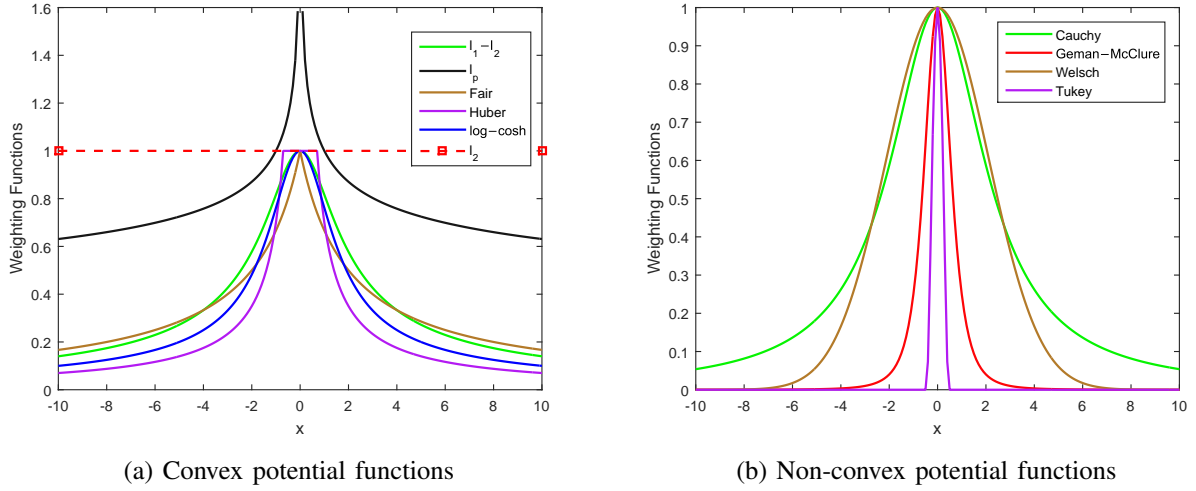 1.6
1.4
1.2
1
0.8
0.6
0.4
0.2
0
Weighting Functions
-10 -8 -6 -4 -2 0 2 4 6 8 10
x
l1−l2
lp
Fair
Huber
log−cosh
l2
(a) Convex potential functions
1
0.9
0.8
0.7
0.6
0.5
0.4
0.3
0.2
0.1
0
Weighting Functions
-10 -8 -6 -4 -2 0 2 4 6 8 10
x
Cauchy
Geman−McClure
Welsch
Tukey
(b) Non-convex potential functions